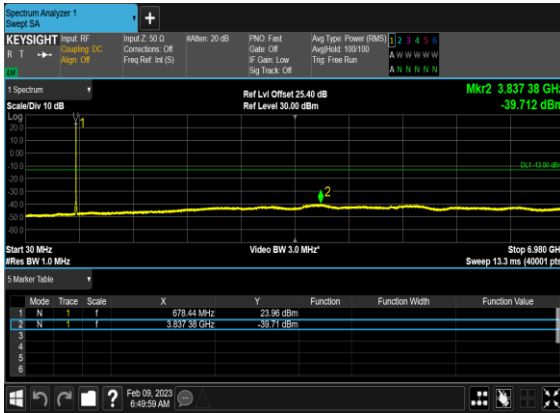 Spectrum Analyzer 1
Swept SA
+
KEYSIGHT
R T
Input: RF
Coupling: DC
Align: Off
Input Z: 50 Ω
Corrections: Off
Freq Ref: Int (S)
#Atten: 20 dB
PNO: Fast
Gate: Off
IF Gain: Low
Sig Track: Off
Avg Type: Power (RMS)
Avg|Hold: 100/100
Trig: Free Run
1 2 3 4 5 6
A W W W W W
A N N N N N
1 Spectrum
Scale/Div 10 dB
Ref Lvl Offset 25.40 dB
Ref Level 30.00 dBm
Mkr2 3.837 38 GHz
-39.712 dBm
Log
20.0
10.0
0.00
-10.0
-20.0
-30.0
-40.0
-50.0
-60.0
1
2
DL1 -13.00 dBm
Start 30 MHz
#Res BW 1.0 MHz
Video BW 3.0 MHz*
Stop 6.980 GHz
Sweep 13.3 ms (40001 pts)
5 Marker Table
Mode Trace Scale X Y Function Function Width Function Value
1 N 1 f 678.44 MHz 23.96 dBm
2 N 1 f 3.837 38 GHz -39.71 dBm
3
4
5
6
?
Feb 09, 2023
6:49:59 AM